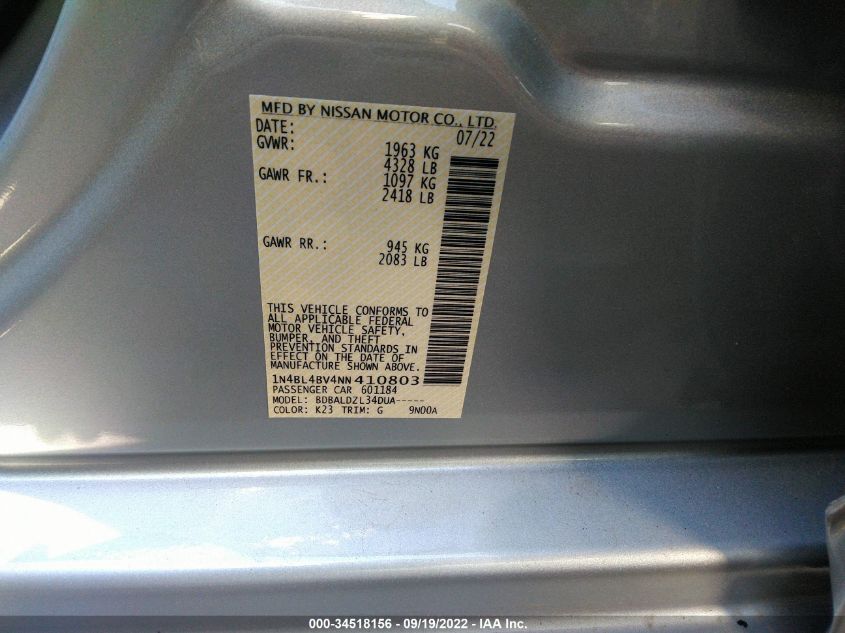 MFD BY NISSAN MOTOR CO., LTD.
DATE: 07/22
GVWR: 1963 KG
4328 LB
GAWR FR.: 1097 KG
2418 LB
GAWR RR.: 945 KG
2083 LB
THIS VEHICLE CONFORMS TO
ALL APPLICABLE FEDERAL
MOTOR VEHICLE SAFETY,
BUMPER, AND THEFT
PREVENTION STANDARDS IN
EFFECT ON THE DATE OF
MANUFACTURE SHOWN ABOVE.
1N4BL4BV4NN410803
PASSENGER CAR 601184
MODEL: BDBALDZL34DUA-----
COLOR: K23 TRIM: G 9N00A
000-34518156 - 09/19/2022 - IAA Inc.